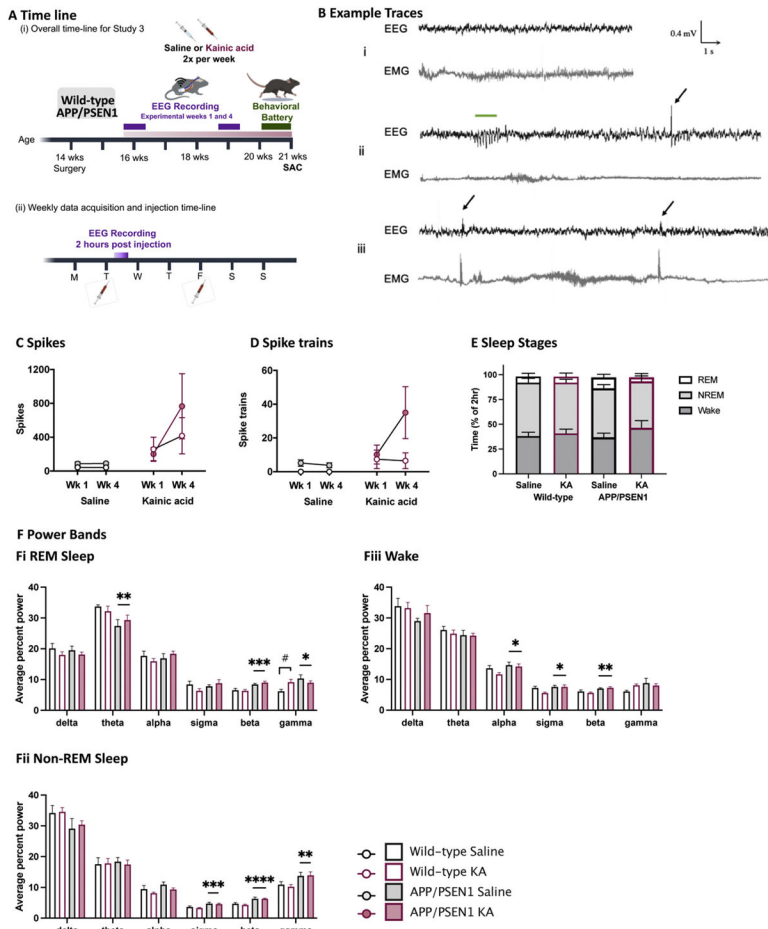 A Time line
(i) Overall time-line for Study 3
Saline or Kainic acid
2x per week
Wild-type
APP/PSEN1
EEG Recording
Experimental weeks 1 and 4
Behavioral
Battery
Age
14 wks
16 wks
18 wks
20 wks
21 wks
Surgery
SAC
(ii) Weekly data acquisition and injection time-line
EEG Recording
2 hours post injection
M T W T F S S
B Example Traces
EEG
i
EMG
0.4 mV
1 s
EEG
ii
EMG
EEG
iii
EMG
C Spikes
Spikes
1200
800
400
0
Wk 1 Wk 4 Wk 1 Wk 4
Saline Kainic acid
D Spike trains
Spike trains
60
40
20
0
Wk 1 Wk 4 Wk 1 Wk 4
Saline Kainic acid
E Sleep Stages
Time (% of 2hr)
100
50
0
Saline KA Saline KA
Wild-type APP/PSEN1
REM
NREM
Wake
F Power Bands
Fi REM Sleep
Average percent power
40
30
20
10
0
** *** # *
delta theta alpha sigma beta gamma
Fiii Wake
Average percent power
40
30
20
10
0
* * **
delta theta alpha sigma beta gamma
Fii Non-REM Sleep
Average percent power
40
30
20
10
0
*** **** **
delta theta alpha sigma beta gamma
Wild-type Saline
Wild-type KA
APP/PSEN1 Saline
APP/PSEN1 KA